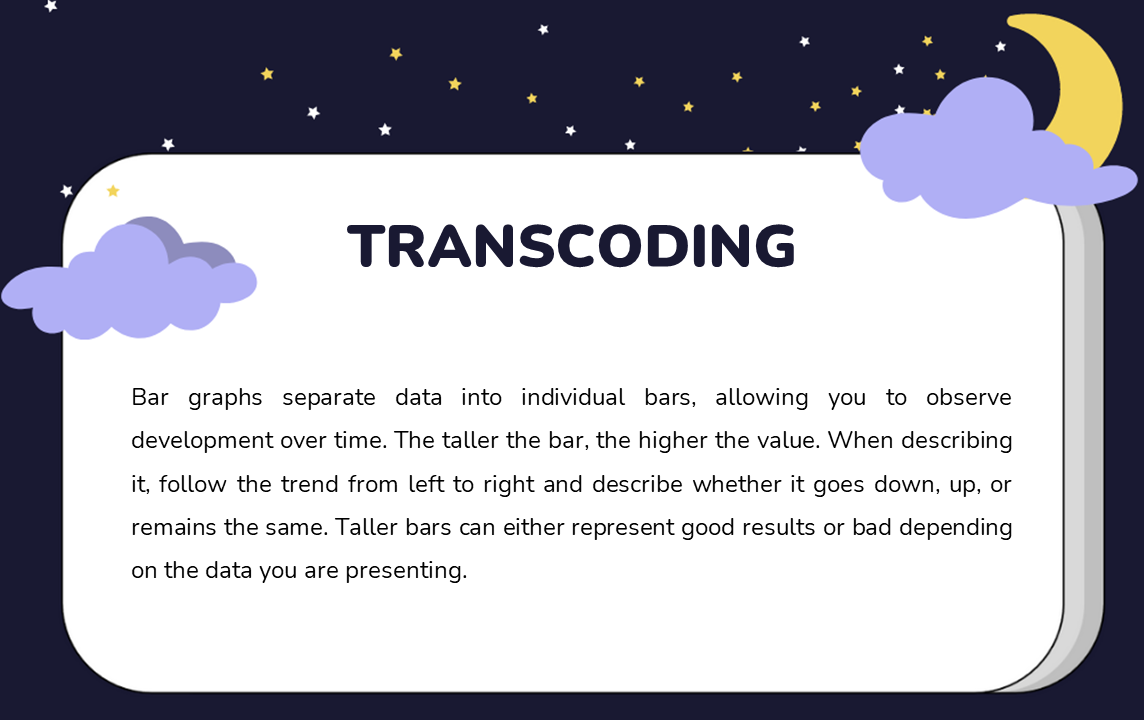 TRANSCODING
Bar graphs separate data into individual bars, allowing you to observe
development over time. The taller the bar, the higher the value. When describing
it, follow the trend from left to right and describe whether it goes down, up, or
remains the same. Taller bars can either represent good results or bad depending
on the data you are presenting.